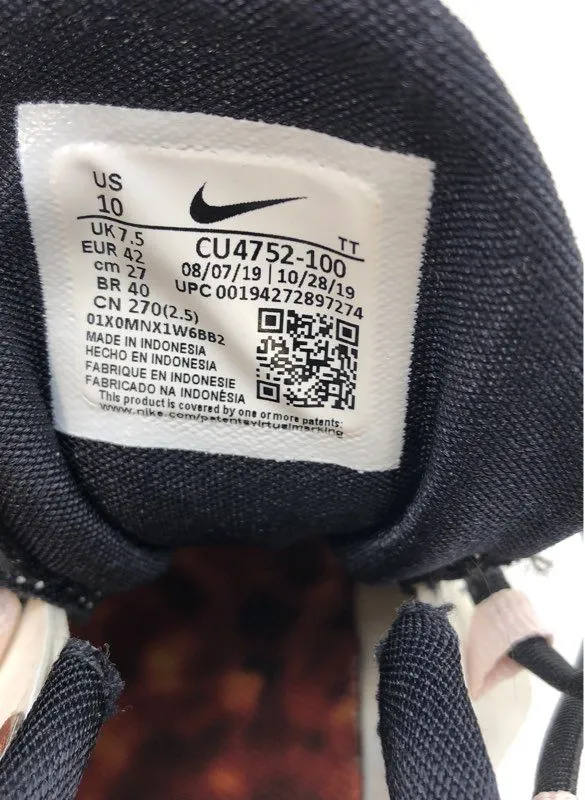 US
10
UK 7.5
EUR 42
cm 27
BR 40
CN 270(2.5)
TT
CU4752-100
08/07/19 | 10/28/19
UPC 00194272897274
01X0MNX1W6BB2
MADE IN INDONESIA
HECHO EN INDONESIA
FABRIQUE EN INDONESIE
FABRICADO NA INDONÉSIA
This product is covered by one or more patents:
www.nike.com/patentsvirtualmarking